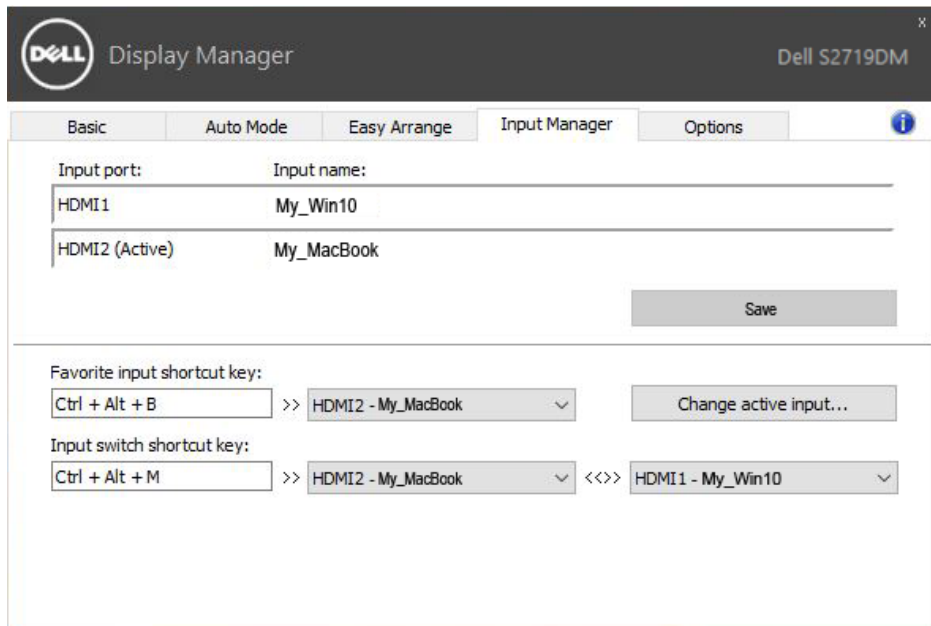 x
DELL Display Manager Dell S2719DM
Basic Auto Mode Easy Arrange Input Manager Options i
Input port: Input name:
HDMI1 My_Win10
HDMI2 (Active) My_MacBook
Save
Favorite input shortcut key:
Ctrl + Alt + B >> HDMI2 - My_MacBook Change active input...
Input switch shortcut key:
Ctrl + Alt + M >> HDMI2 - My_MacBook <<>> HDMI1 - My_Win10